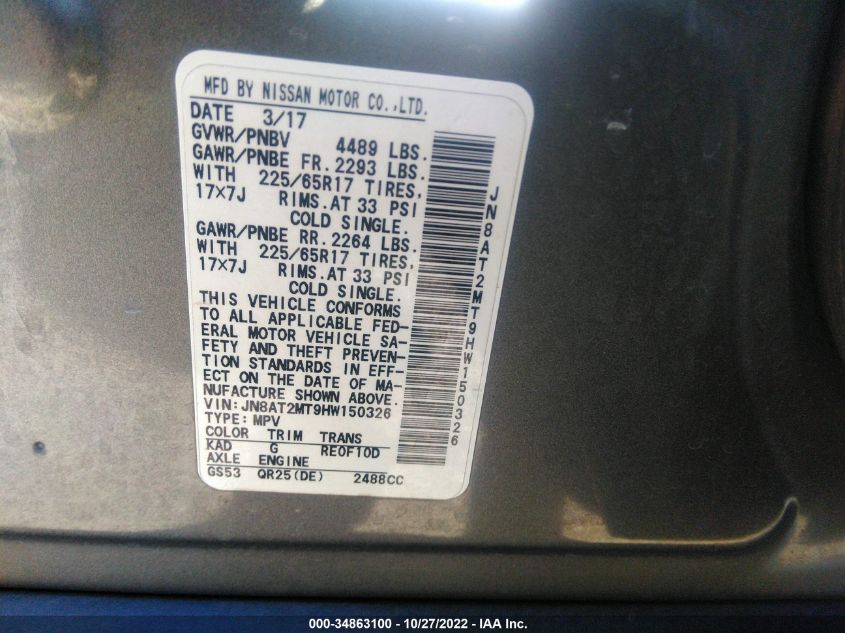 MFD BY NISSAN MOTOR CO.,LTD.
DATE 3/17
GVWR/PNBV 4489 LBS.
GAWR/PNBE FR. 2293 LBS.
WITH 225/65R17 TIRES,
17×7J RIMS.AT 33 PSI
COLD SINGLE.
GAWR/PNBE RR. 2264 LBS.
WITH 225/65R17 TIRES,
17×7J RIMS.AT 33 PSI
COLD SINGLE.
THIS VEHICLE CONFORMS
TO ALL APPLICABLE FED-
ERAL MOTOR VEHICLE SA-
FETY AND THEFT PREVEN-
TION STANDARDS IN EFF-
ECT ON THE DATE OF MA-
NUFACTURE SHOWN ABOVE.
VIN:JN8AT2MT9HW150326
TYPE: MPV
COLOR TRIM TRANS
KAD G RE0F10D
AXLE ENGINE
GS53 QR25(DE) 2488CC
JN8AT2MT9HW150326
000-34863100 - 10/27/2022 - IAA Inc.